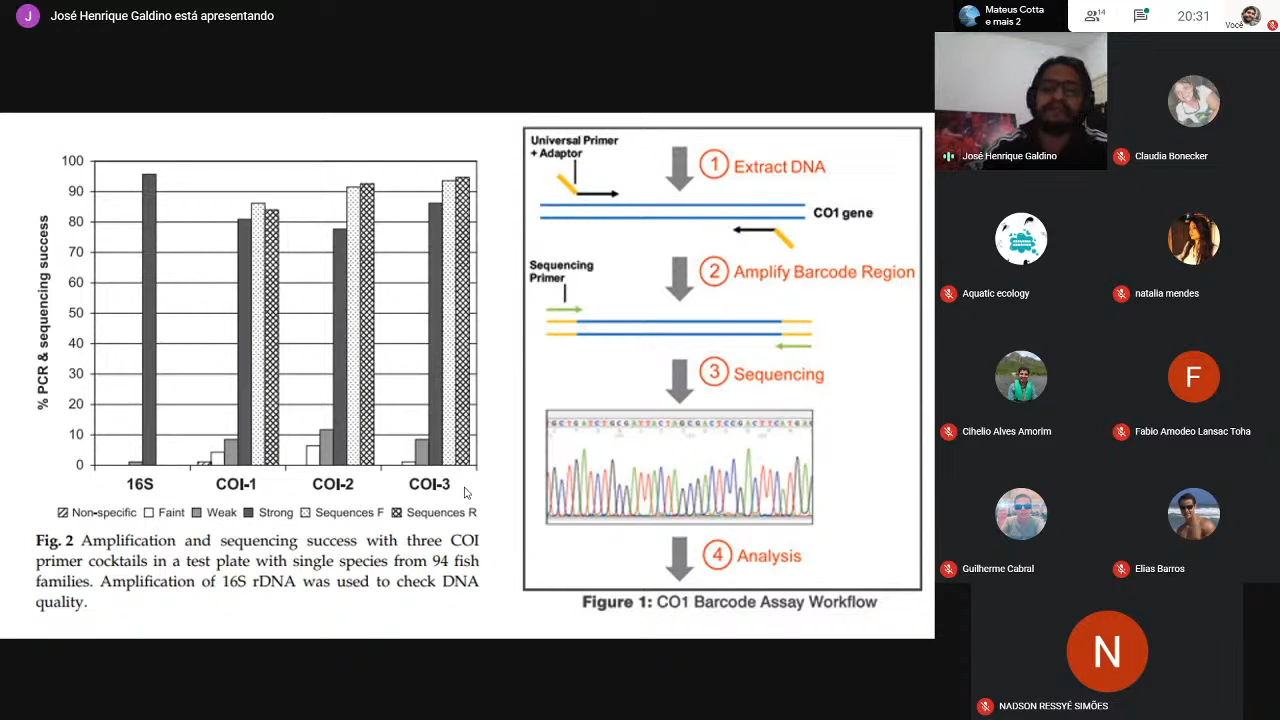 José Henrique Galdino está apresentando
Mateus Cotta
e mais 2
14
20:31
Você
100
90
80
70
60
50
40
30
20
10
0
% PCR & sequencing success
16S
COI-1
COI-2
COI-3
Non-specific
Faint
Weak
Strong
Sequences F
Sequences R
Fig. 2 Amplification and sequencing success with three COI
primer cocktails in a test plate with single species from 94 fish
families. Amplification of 16S rDNA was used to check DNA
quality.
Universal Primer
+ Adaptor
1 Extract DNA
CO1 gene
2 Amplify Barcode Region
Sequencing
Primer
3 Sequencing
4 Analysis
Figure 1: CO1 Barcode Assay Workflow
José Henrique Galdino
Claudia Bonecker
Aquatic ecology
natalia mendes
F
Cihelio Alves Amorim
Fabio Amodeo Lansac Toha
Guilherme Cabral
Elias Barros
N
NADSON RESSYÉ SIMÕES
J